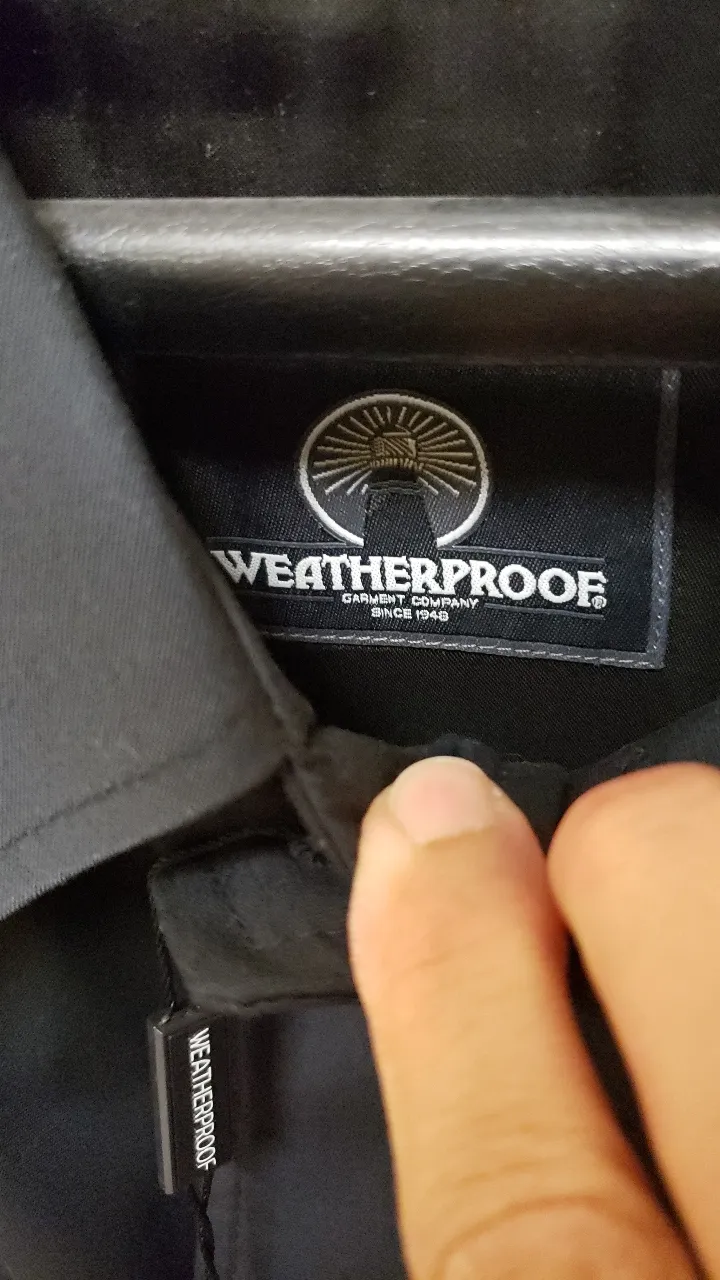 WEATHERPROOF®
GARMENT COMPANY
SINCE 1948
WEATHERPROOF